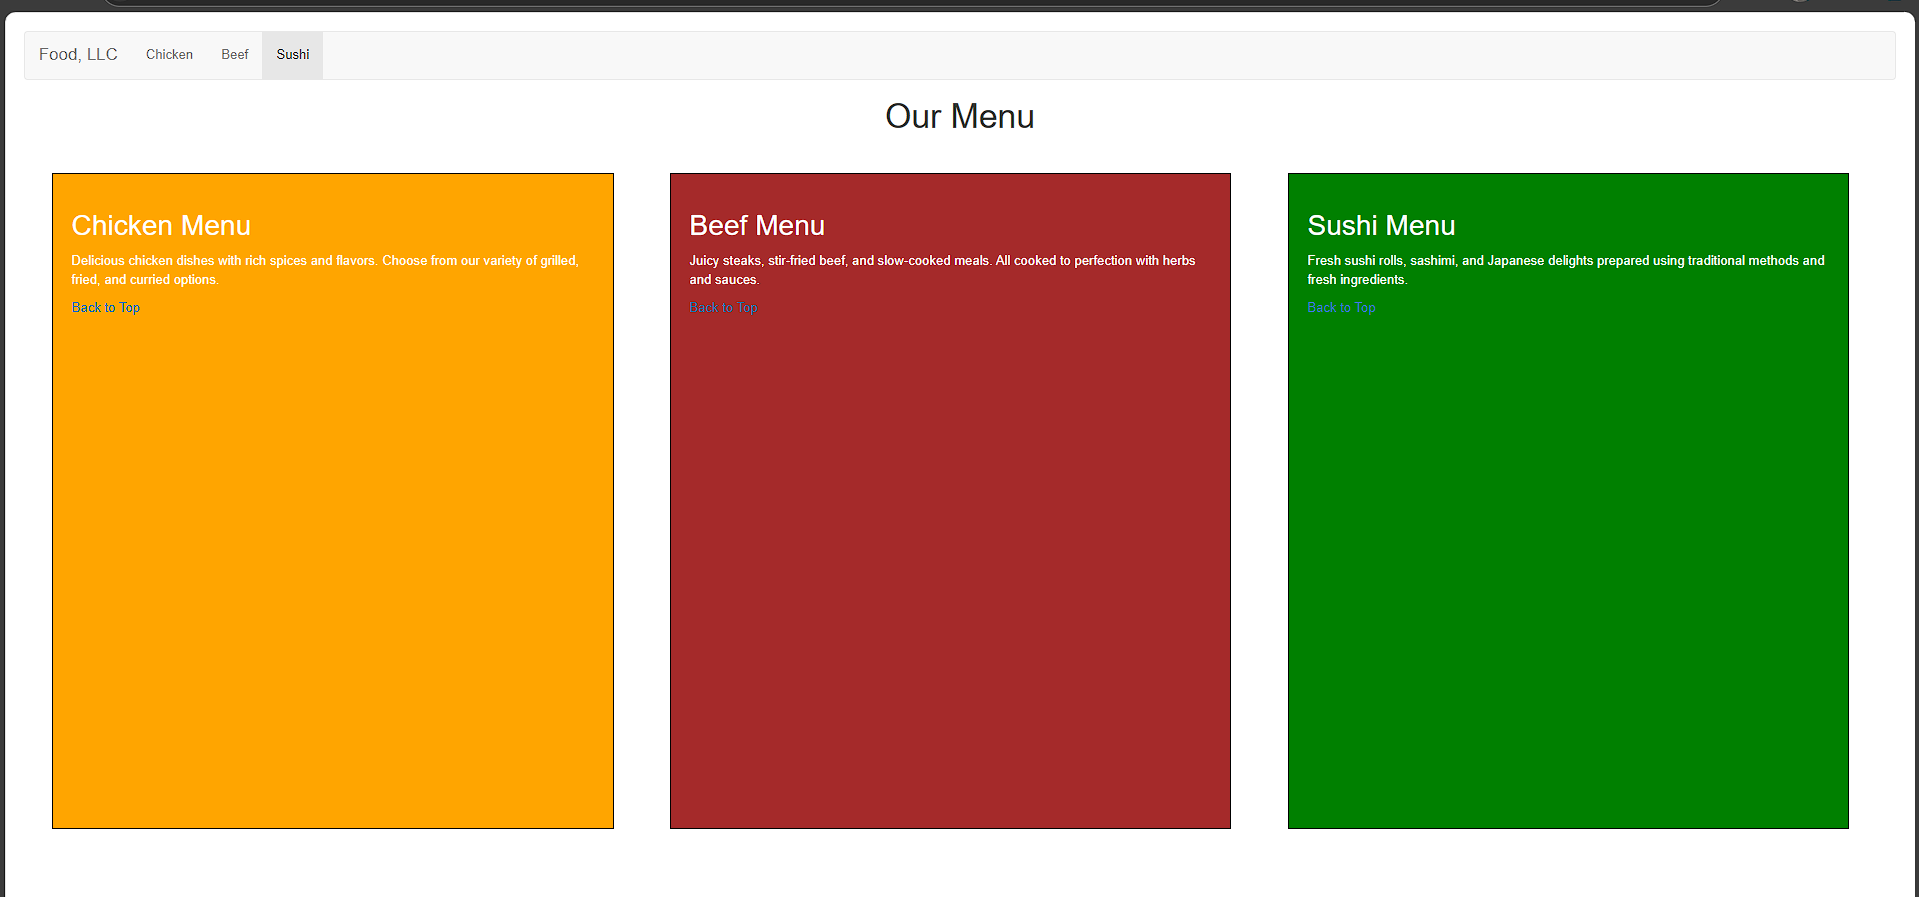 Food, LLC Chicken Beef Sushi
Our Menu
Chicken Menu
Delicious chicken dishes with rich spices and flavors. Choose from our variety of grilled,
fried, and curried options.
Back to Top
Beef Menu
Juicy steaks, stir-fried beef, and slow-cooked meals. All cooked to perfection with herbs
and sauces.
Back to Top
Sushi Menu
Fresh sushi rolls, sashimi, and Japanese delights prepared using traditional methods and
fresh ingredients.
Back to Top